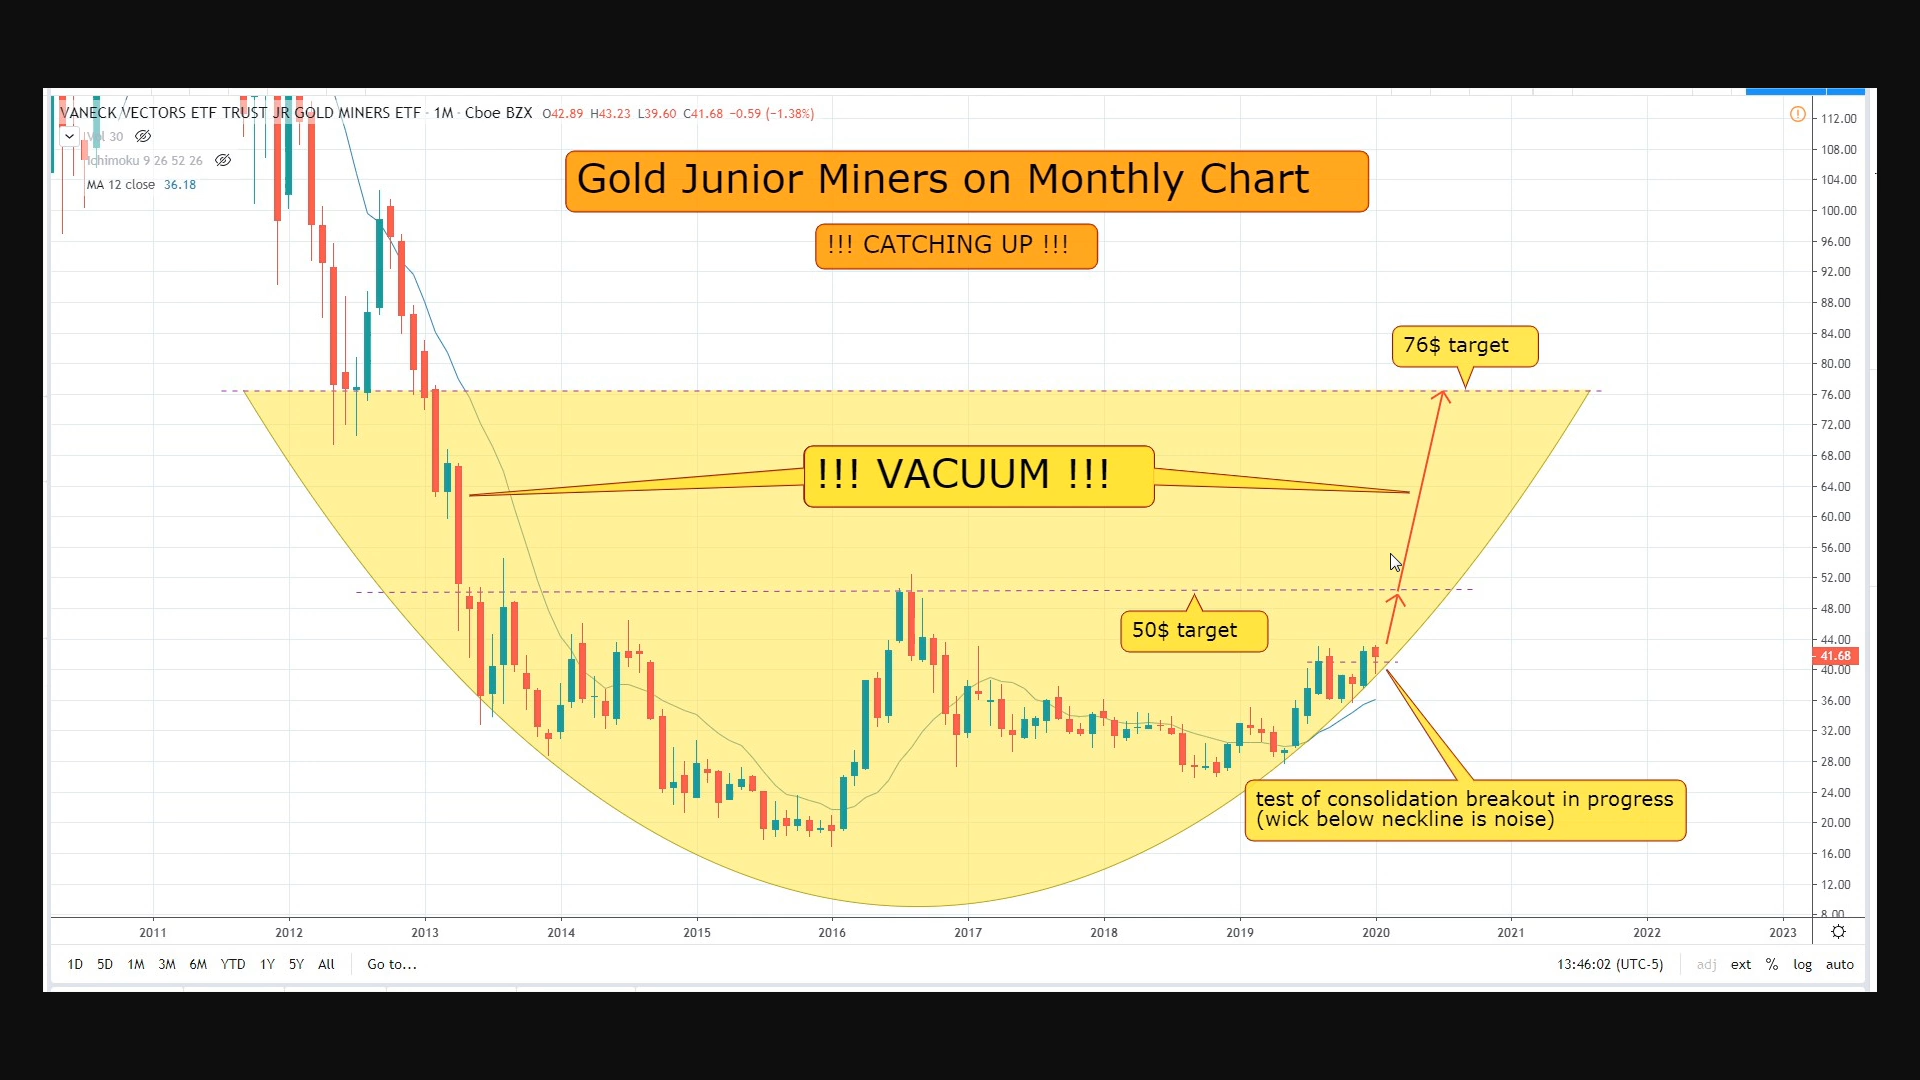 VANECK VECTORS ETF TRUST JR GOLD MINERS ETF · 1M · Cboe BZX O42.89 H43.23 L39.60 C41.68 −0.59 (−1.38%)
Vol 30
Ichimoku 9 26 52 26
MA 12 close 36.18
Gold Junior Miners on Monthly Chart
!!! CATCHING UP !!!
76$ target
!!! VACUUM !!!
50$ target
test of consolidation breakout in progress
(wick below neckline is noise)
112.00
108.00
104.00
100.00
96.00
92.00
88.00
84.00
80.00
76.00
72.00
68.00
64.00
60.00
56.00
52.00
48.00
44.00
41.68
40.00
36.00
32.00
28.00
24.00
20.00
16.00
12.00
8.00
2011 2012 2013 2014 2015 2016 2017 2018 2019 2020 2021 2022 2023
1D 5D 1M 3M 6M YTD 1Y 5Y All Go to... 13:46:02 (UTC-5) adj ext % log auto